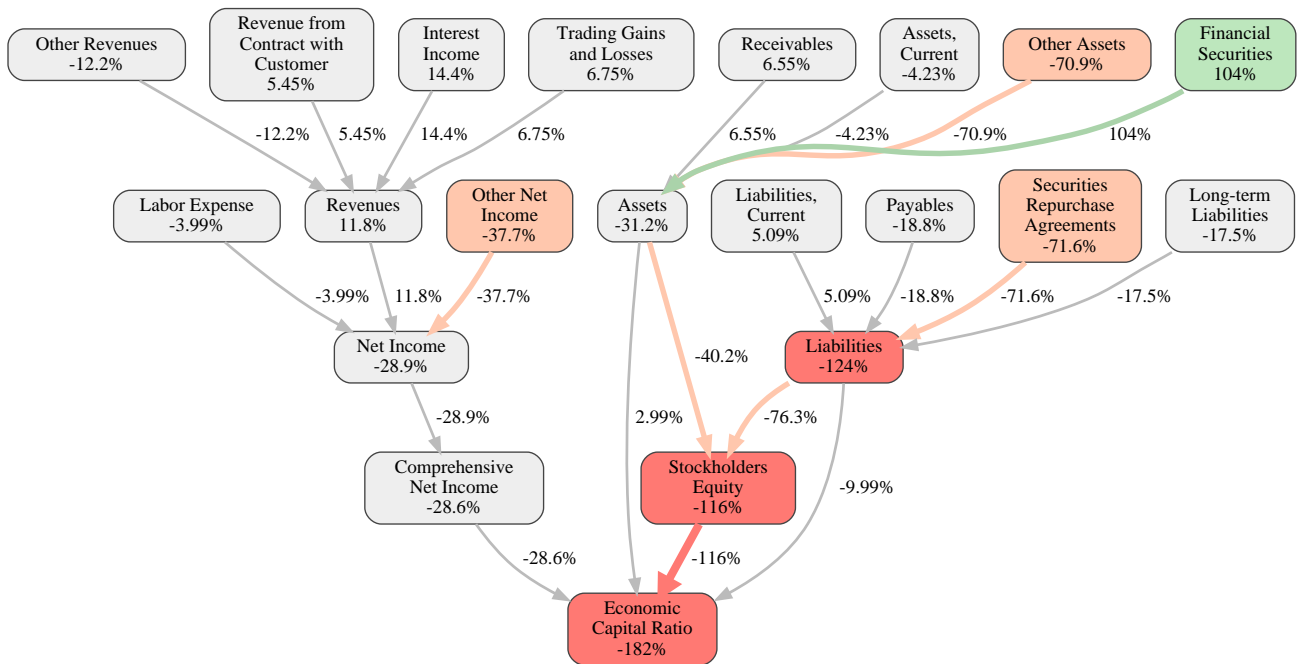 Other Revenues
-12.2%
Revenue from
Contract with
Customer
5.45%
Interest
Income
14.4%
Trading Gains
and Losses
6.75%
Receivables
6.55%
Assets,
Current
-4.23%
Other Assets
-70.9%
Financial
Securities
104%
-12.2%
5.45%
14.4%
6.75%
6.55%
-4.23%
-70.9%
104%
Labor Expense
-3.99%
Revenues
11.8%
Other Net
Income
-37.7%
Assets
-31.2%
Liabilities,
Current
5.09%
Payables
-18.8%
Securities
Repurchase
Agreements
-71.6%
Long-term
Liabilities
-17.5%
-3.99%
11.8%
-37.7%
5.09%
-18.8%
-71.6%
-17.5%
Net Income
-28.9%
-40.2%
Liabilities
-124%
-28.9%
2.99%
-76.3%
Comprehensive
Net Income
-28.6%
Stockholders
Equity
-116%
-9.99%
-28.6%
-116%
Economic
Capital Ratio
-182%